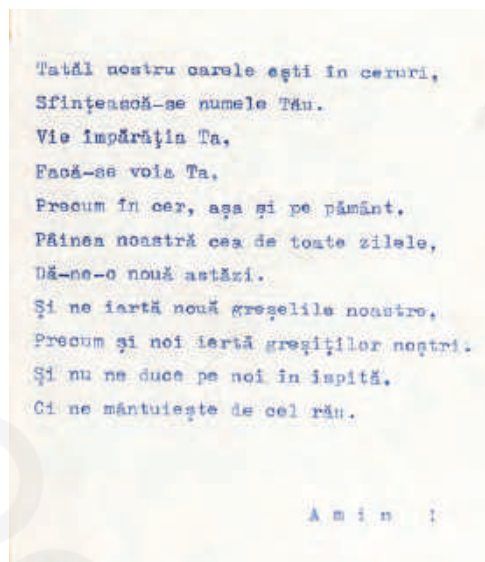 Tatăl nostru carele ești în ceruri,
Sfințească-se numele Tău.
Vie împărăția Ta,
Facă-se voia Ta,
Precum în cer, așa și pe pământ.
Pâinea noastră cea de toate zilele,
Dă-ne-o nouă astăzi.
Și ne iartă nouă greșelile noastre,
Precum și noi iertă greșiților noștri.
Și nu ne duce pe noi în ispită,
Ci ne mântuiește de cel rău.
A m i n !